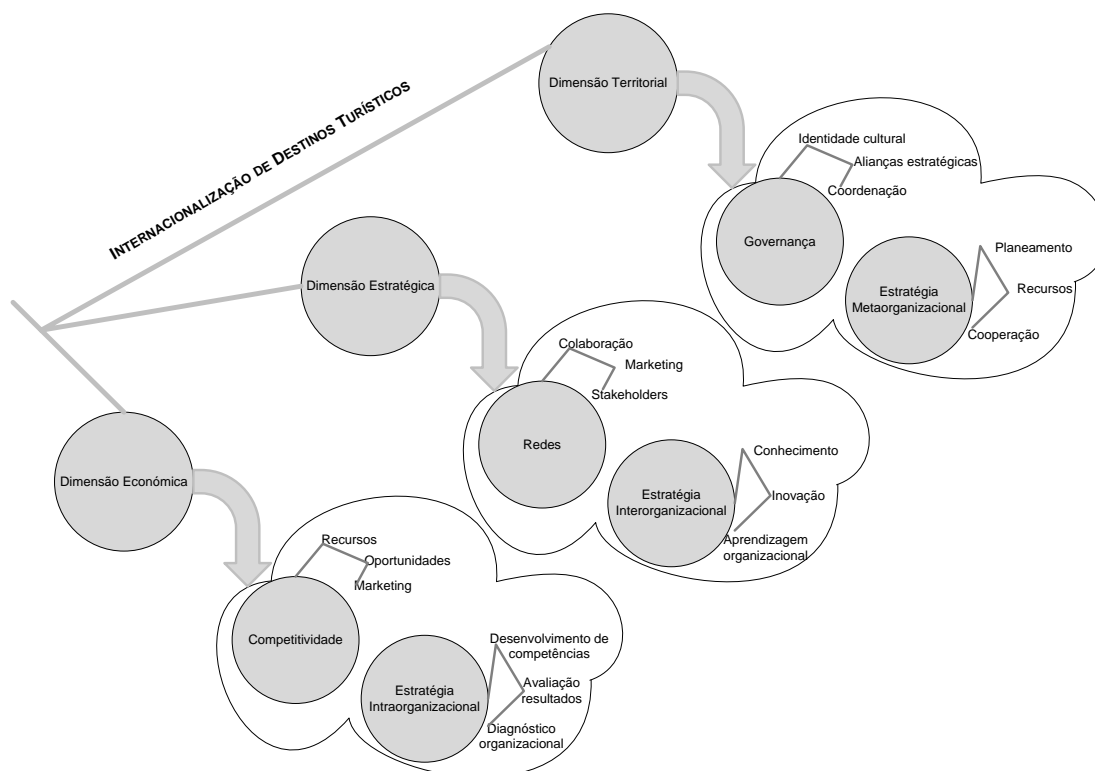 INTERNACIONALIZAÇÃO DE DESTINOS TURÍSTICOS
Dimensão Territorial
Identidade cultural
Alianças estratégicas
Coordenação
Governança
Estratégia
Metaorganizacional
Planeamento
Recursos
Cooperação
Dimensão Estratégica
Colaboração
Marketing
Stakeholders
Redes
Estratégia
Interorganizacional
Conhecimento
Inovação
Aprendizagem
organizacional
Dimensão Económica
Recursos
Oportunidades
Marketing
Competitividade
Estratégia
Intraorganizacional
Desenvolvimento de
competências
Avaliação
resultados
Diagnóstico
organizacional